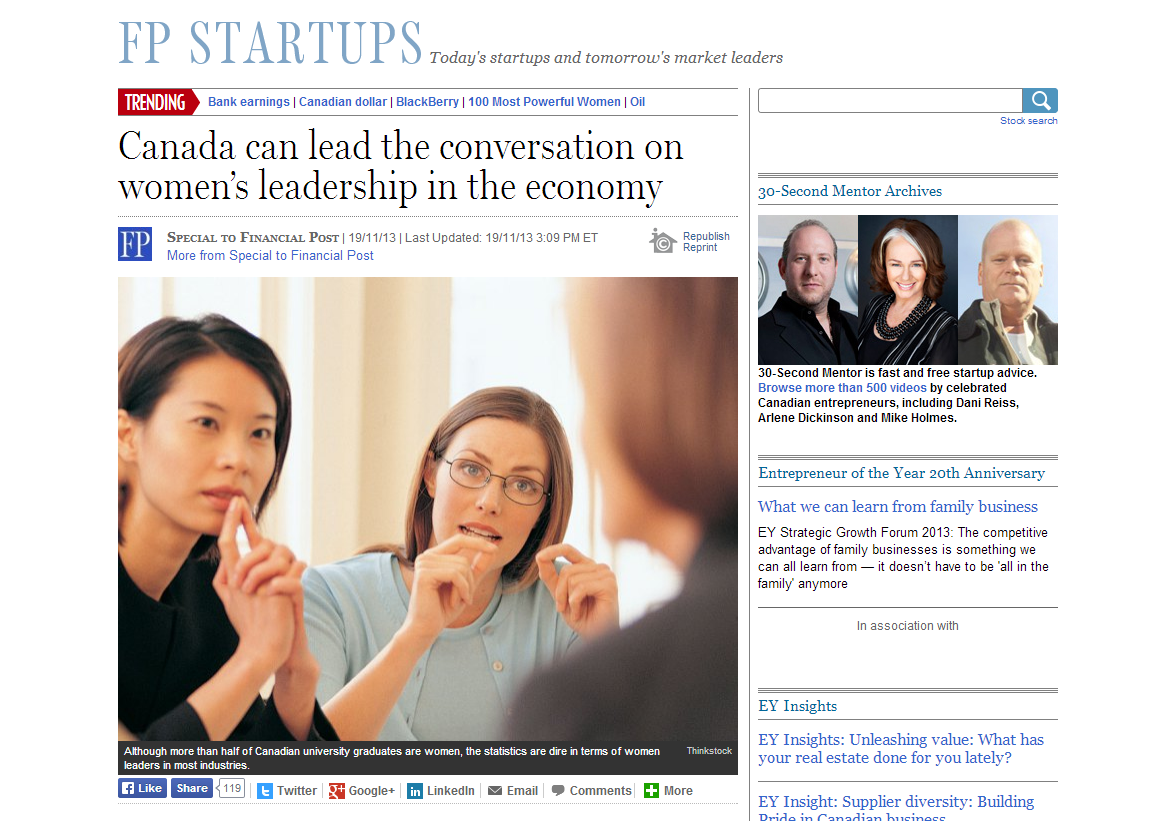 FP STARTUPS Today's startups and tomorrow's market leaders
TRENDING Bank earnings | Canadian dollar | BlackBerry | 100 Most Powerful Women | Oil
Canada can lead the conversation on
women's leadership in the economy
FP
Special to Financial Post | 19/11/13 | Last Updated: 19/11/13 3:09 PM ET
More from Special to Financial Post
Republish
Reprint
Although more than half of Canadian university graduates are women, the statistics are dire in terms of women
leaders in most industries.
Thinkstock
Like Share 119 Twitter Google+ LinkedIn Email Comments More
Stock search
30-Second Mentor Archives
30-Second Mentor is fast and free startup advice.
Browse more than 500 videos by celebrated
Canadian entrepreneurs, including Dani Reiss,
Arlene Dickinson and Mike Holmes.
Entrepreneur of the Year 20th Anniversary
What we can learn from family business
EY Strategic Growth Forum 2013: The competitive
advantage of family businesses is something we
can all learn from — it doesn't have to be 'all in the
family' anymore
In association with
EY Insights
EY Insights: Unleashing value: What has
your real estate done for you lately?
EY Insight: Supplier diversity: Building
Pride in Canadian business